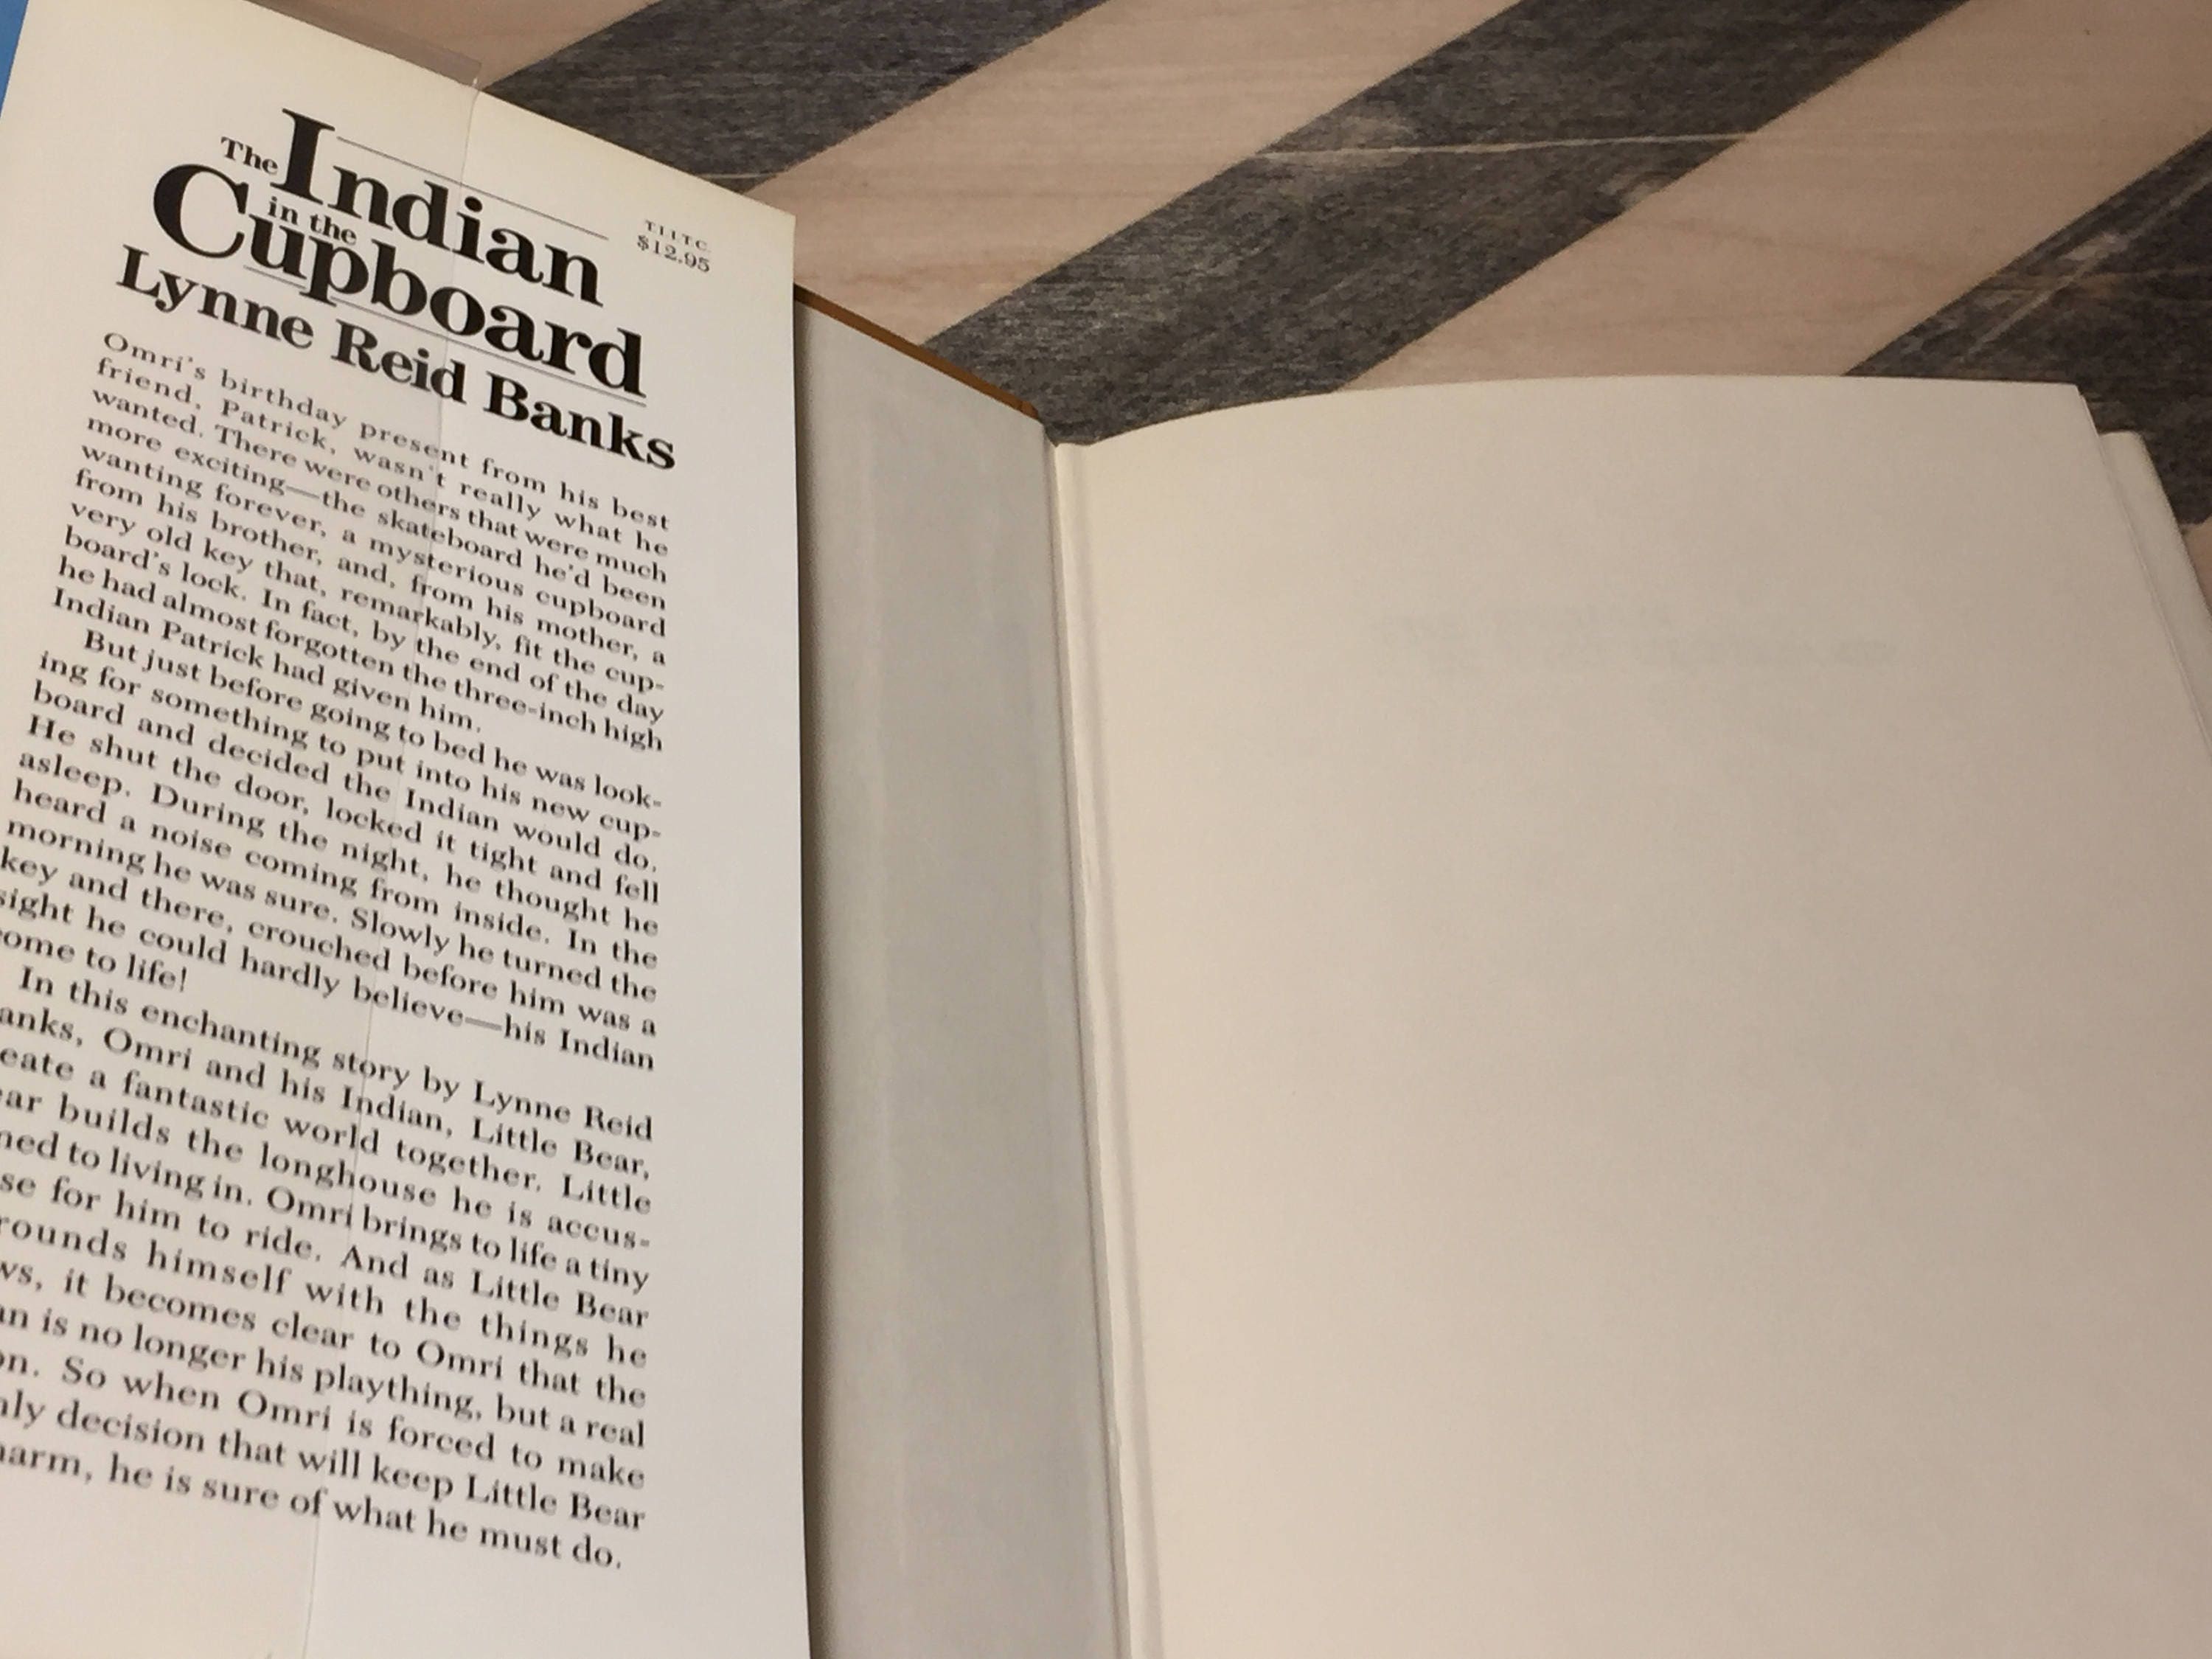 The Indian
in the
Cupboard
TIITC
$12.95
Lynne Reid Banks
Omri's birthday present from his best
friend, Patrick, wasn't really what he
wanted. There were others that were much
more exciting—the skateboard he'd been
wanting forever, a mysterious cupboard
from his brother, and, from his mother, a
very old key that, remarkably, fit the cup-
board's lock. In fact, by the end of the day
he had almost forgotten the three-inch high
Indian Patrick had given him.
But just before going to bed he was look-
ing for something to put into his new cup-
board and decided the Indian would do.
He shut the door, locked it tight and fell
asleep. During the night, he thought he
heard a noise coming from inside. In the
morning he was sure. Slowly he turned the
key and there, crouched before him was a
sight he could hardly believe—his Indian
ome to life!
In this enchanting story by Lynne Reid
anks, Omri and his Indian, Little Bear,
eate a fantastic world together. Little
ear builds the longhouse he is accus-
ned to living in. Omri brings to life a tiny
se for him to ride. And as Little Bear
rounds himself with the things he
ws, it becomes clear to Omri that the
an is no longer his plaything, but a real
on. So when Omri is forced to make
nly decision that will keep Little Bear
harm, he is sure of what he must do.